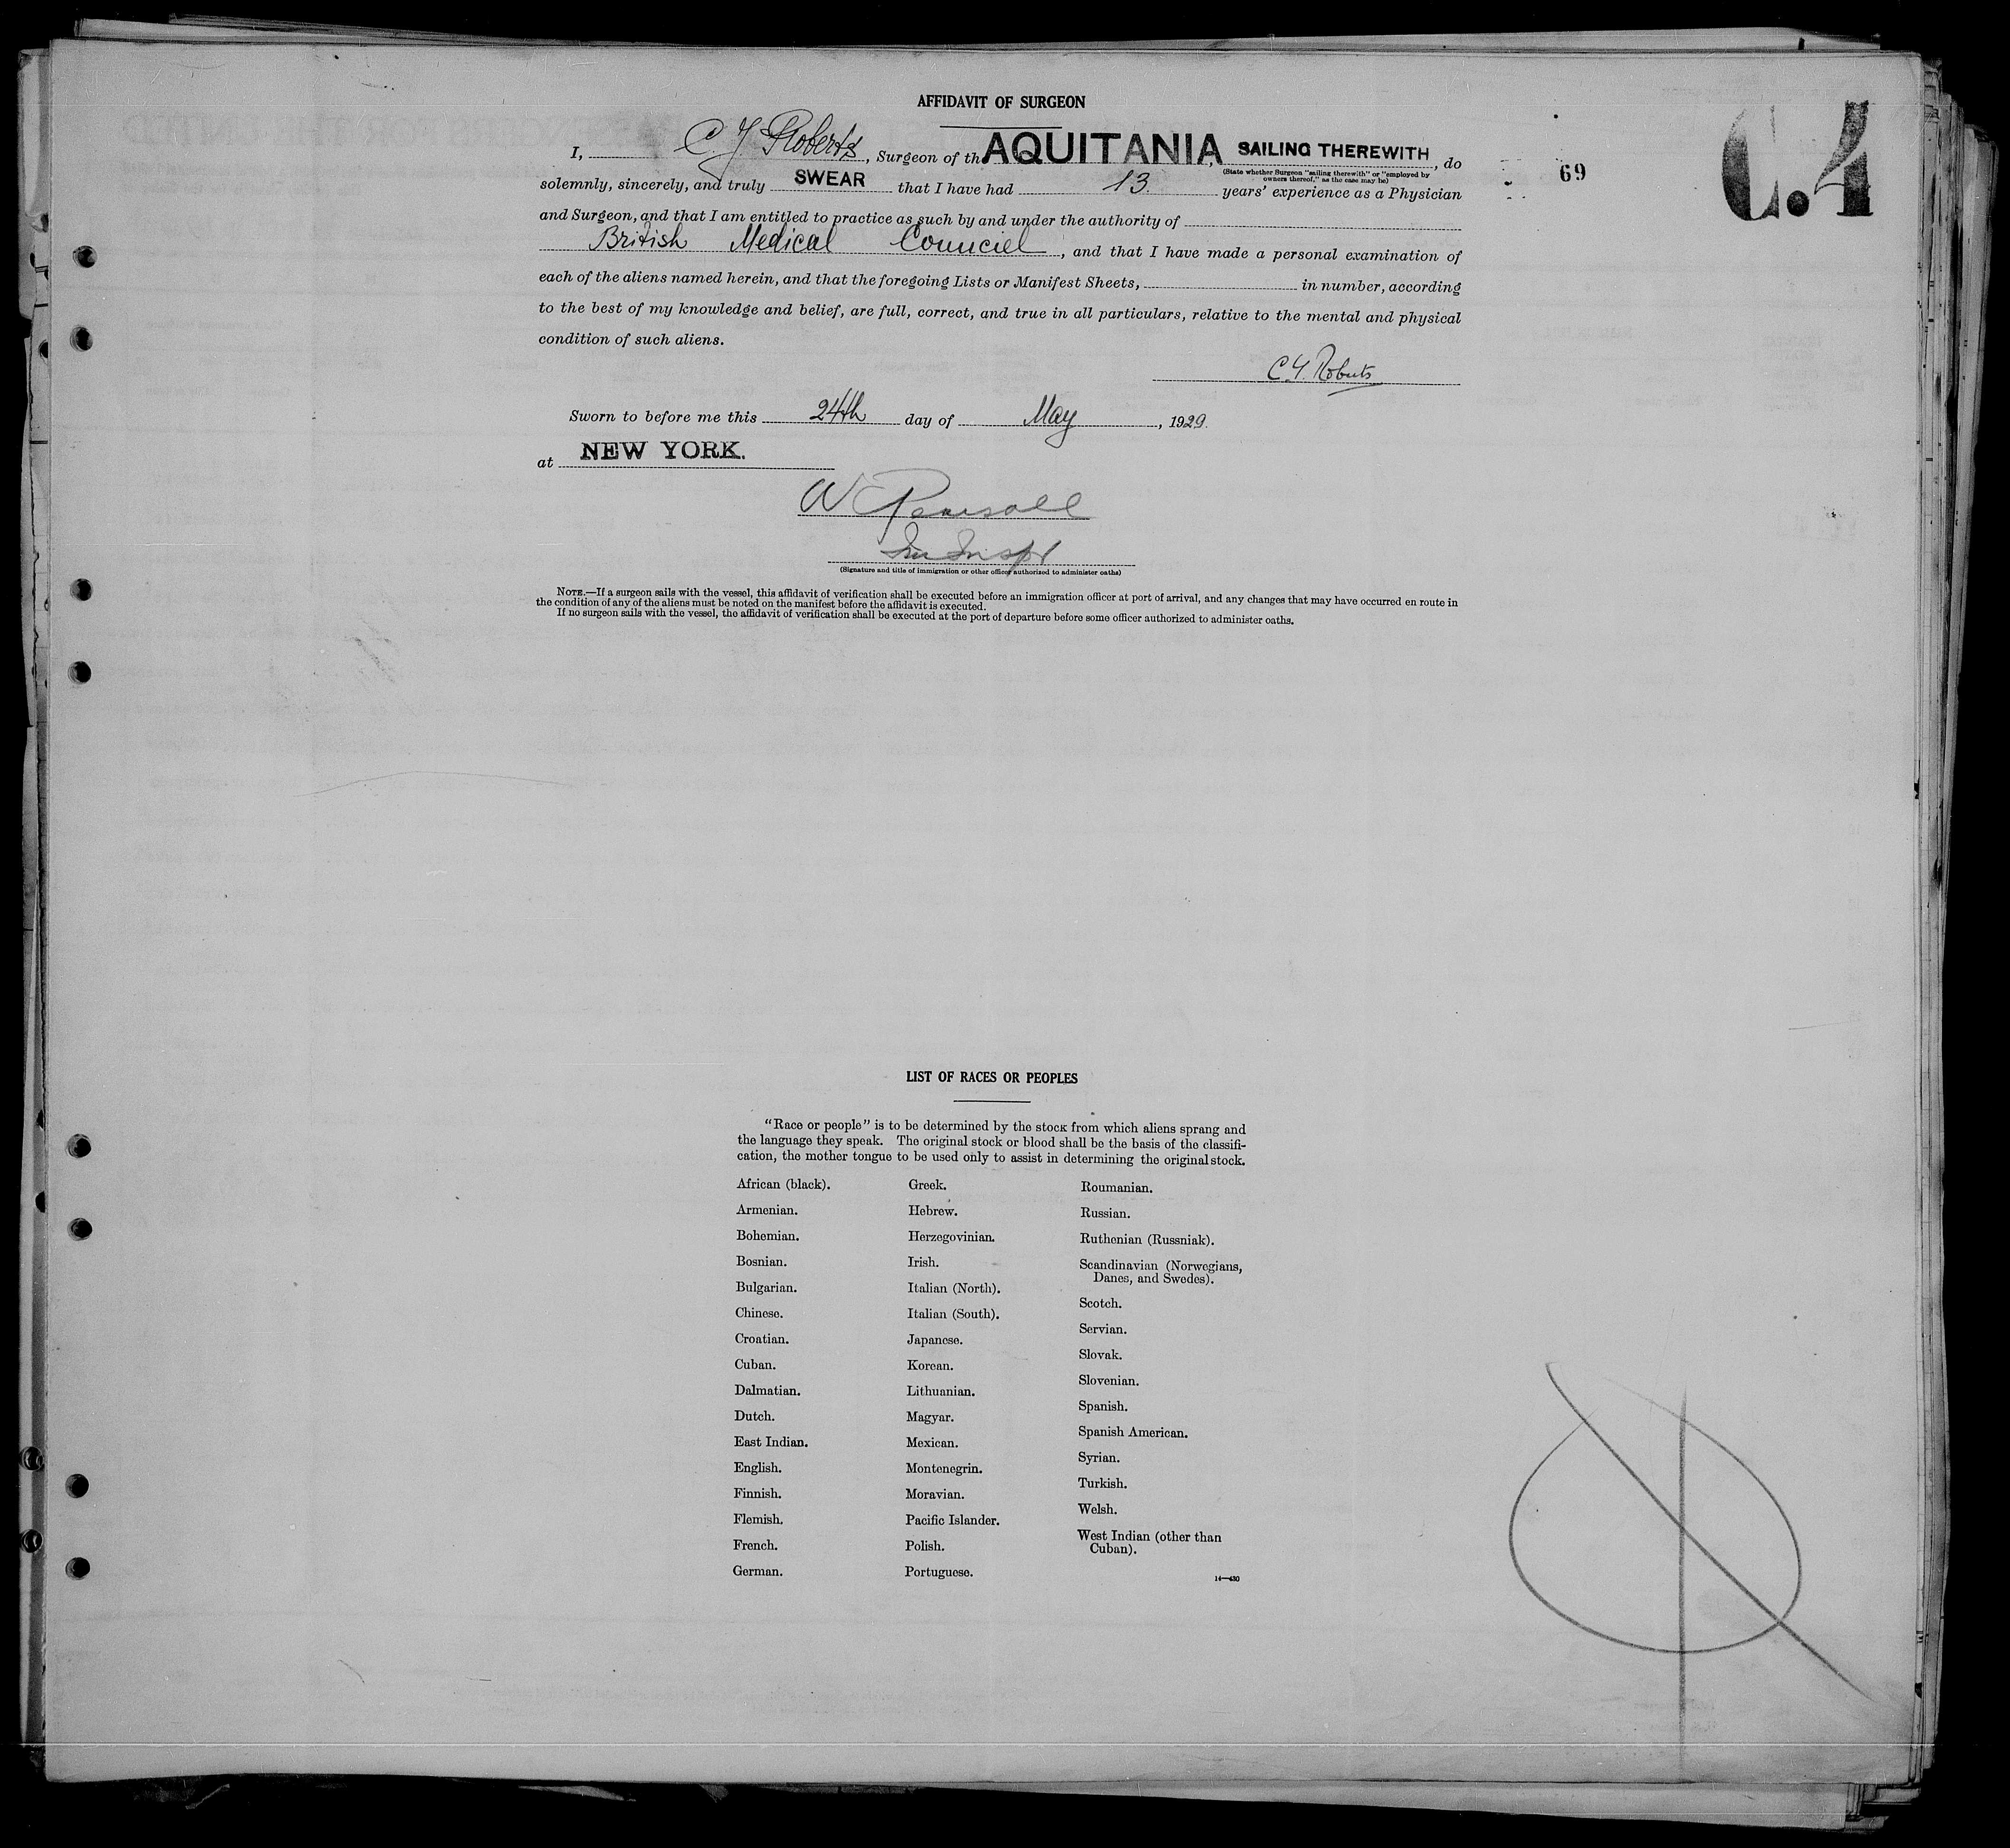 AFFIDAVIT OF SURGEON
C.4
69
I, C. Y Roberts, Surgeon of th AQUITANIA, SAILING THEREWITH, do
(State whether Surgeon "sailing therewith" or "employed by
owners thereof," as the case may be)
solemnly, sincerely, and truly SWEAR that I have had 13. years' experience as a Physician
and Surgeon, and that I am entitled to practice as such by and under the authority of
British Medical Counciel, and that I have made a personal examination of
each of the aliens named herein, and that the foregoing Lists or Manifest Sheets, in number, according
to the best of my knowledge and belief, are full, correct, and true in all particulars, relative to the mental and physical
condition of such aliens.
C.Y. Roberts
Sworn to before me this 24th day of May, 1929.
at NEW YORK.
W Pearsall
Im Inspr
(Signature and title of immigration or other officer authorized to administer oaths)
NOTE.—If a surgeon sails with the vessel, this affidavit of verification shall be executed before an immigration officer at port of arrival, and any changes that may have occurred en route in
the condition of any of the aliens must be noted on the manifest before the affidavit is executed.
If no surgeon sails with the vessel, the affidavit of verification shall be executed at the port of departure before some officer authorized to administer oaths.
LIST OF RACES OR PEOPLES
"Race or people" is to be determined by the stock from which aliens sprang and
the language they speak. The original stock or blood shall be the basis of the classifi-
cation, the mother tongue to be used only to assist in determining the original stock.
African (black).
Armenian.
Bohemian.
Bosnian.
Bulgarian.
Chinese.
Croatian.
Cuban.
Dalmatian.
Dutch.
East Indian.
English.
Finnish.
Flemish.
French.
German.
Greek.
Hebrew.
Herzegovinian.
Irish.
Italian (North).
Italian (South).
Japanese.
Korean.
Lithuanian.
Magyar.
Mexican.
Montenegrin.
Moravian.
Pacific Islander.
Polish.
Portuguese.
Roumanian.
Russian.
Ruthenian (Russniak).
Scandinavian (Norwegians,
Danes, and Swedes).
Scotch.
Servian.
Slovak.
Slovenian.
Spanish.
Spanish American.
Syrian.
Turkish.
Welsh.
West Indian (other than
Cuban).
14—430